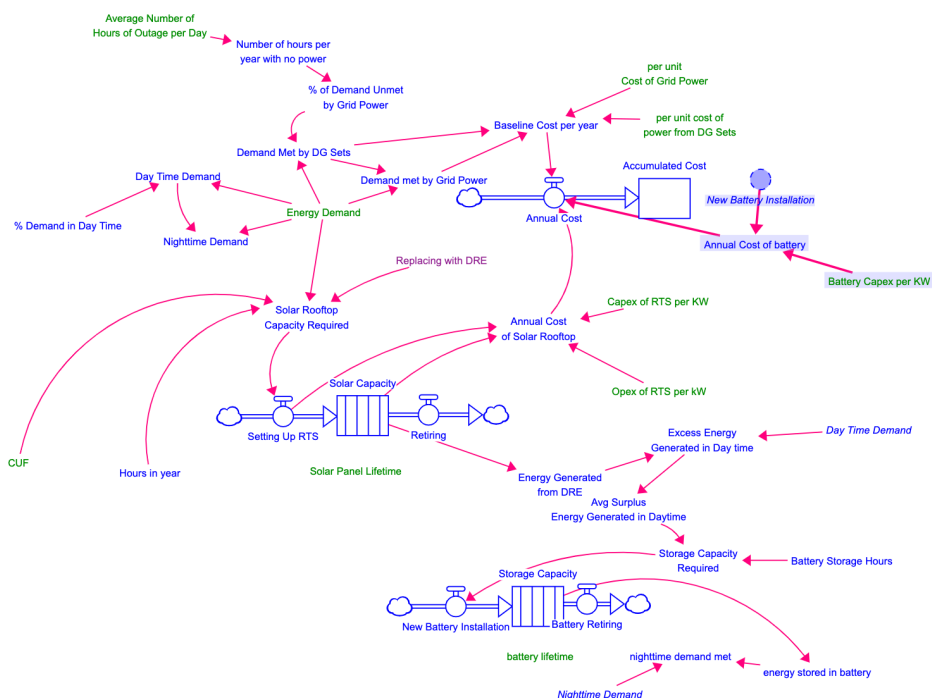 Average Number of
Hours of Outage per Day
Number of hours per
year with no power
% of Demand Unmet
by Grid Power
per unit
Cost of Grid Power
Baseline Cost per year
per unit cost of
power from DG Sets
Demand Met by DG Sets
Demand met by Grid Power
Accumulated Cost
Day Time Demand
Energy Demand
New Battery Installation
% Demand in Day Time
Nighttime Demand
Annual Cost
Annual Cost of battery
Replacing with DRE
Battery Capex per KW
Solar Rooftop
Capacity Required
Capex of RTS per KW
Annual Cost
of Solar Rooftop
Solar Capacity
Opex of RTS per kW
Setting Up RTS
Retiring
Excess Energy
Generated in Day time
Day Time Demand
CUF
Hours in year
Solar Panel Lifetime
Energy Generated
from DRE
Avg Surplus
Energy Generated in Daytime
Storage Capacity
Required
Battery Storage Hours
Storage Capacity
New Battery Installation
Battery Retiring
battery lifetime
nighttime demand met
energy stored in battery
Nighttime Demand